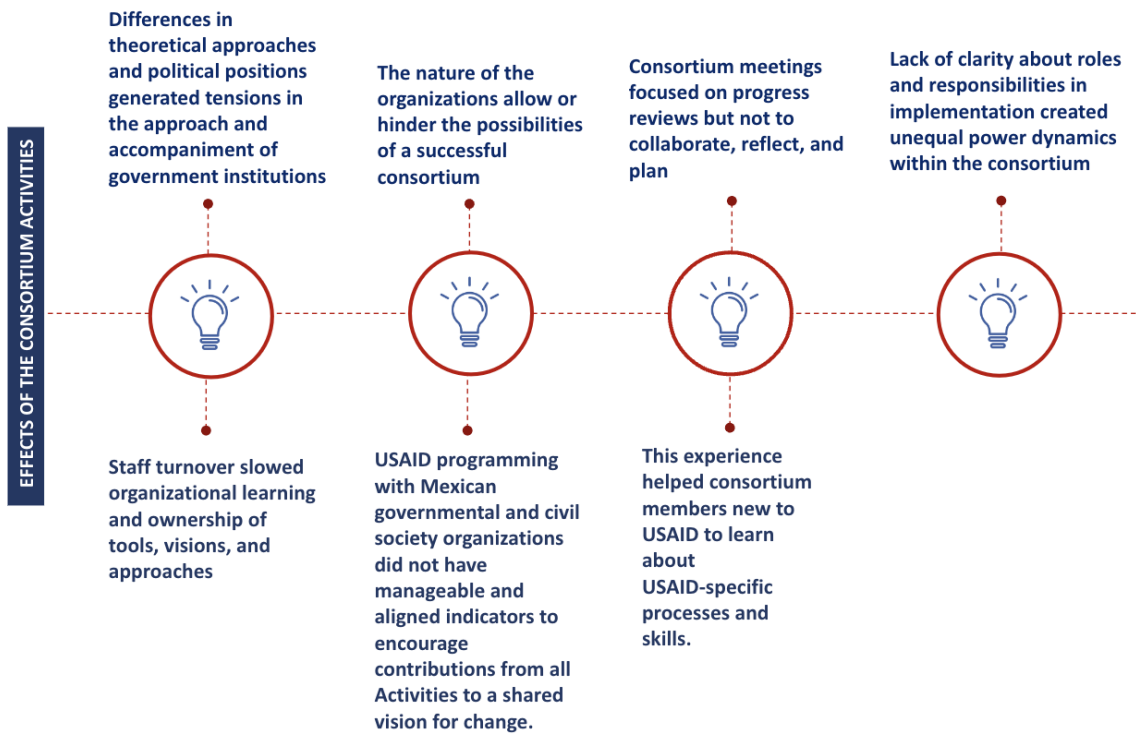 EFFECTS OF THE CONSORTIUM ACTIVITIES
Differences in
theoretical approaches
and political positions
generated tensions in
the approach and
accompaniment of
government institutions
The nature of the
organizations allow or
hinder the possibilities
of a successful
consortium
Consortium meetings
focused on progress
reviews but not to
collaborate, reflect, and
plan
Lack of clarity about roles
and responsibilities in
implementation created
unequal power dynamics
within the consortium
Staff turnover slowed
organizational learning
and ownership of
tools, visions, and
approaches
USAID programming
with Mexican
governmental and civil
society organizations
did not have
manageable and
aligned indicators to
encourage
contributions from all
Activities to a shared
vision for change.
This experience
helped consortium
members new to
USAID to learn
about
USAID-specific
processes and
skills.